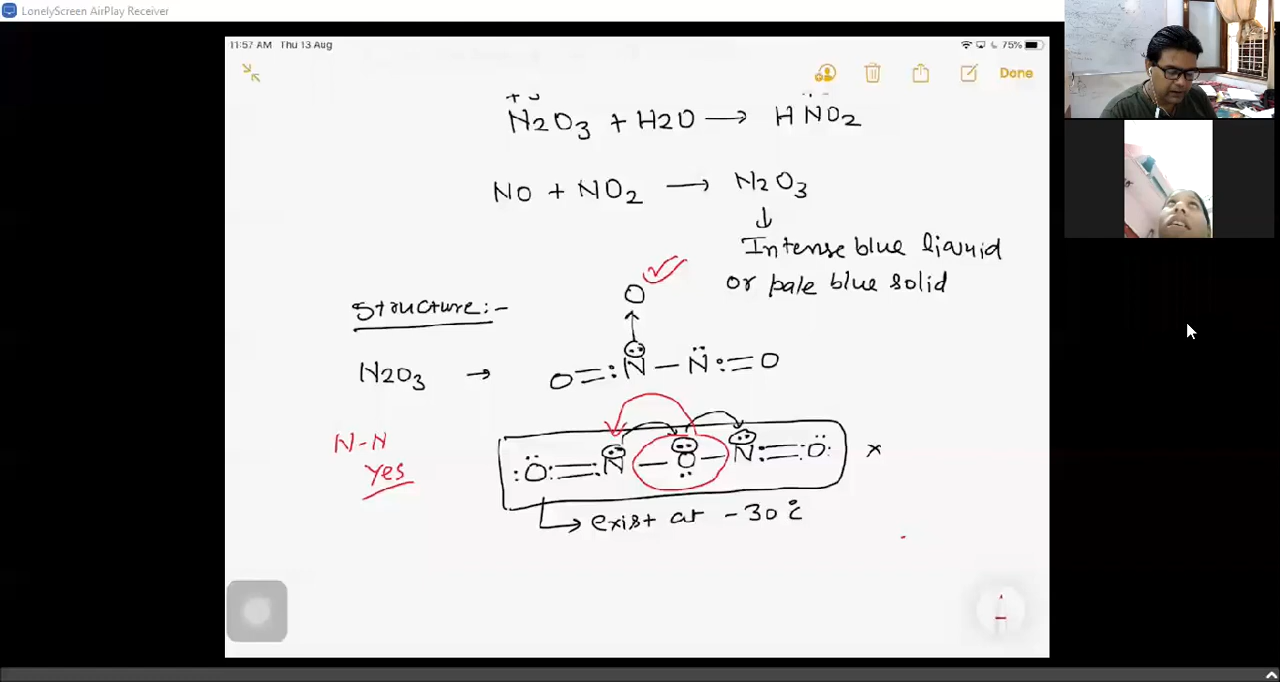 LonelyScreen AirPlay Receiver
11:57 AM Thu 13 Aug
75%
Done
N2O3 + H2O → HNO2
NO + NO2 → N2O3
↓
Intense blue liquid
or pale blue solid
Structure:-
O
↑
N2O3 → O=:N̈-N̈:=O
N-N
Yes
:Ö:=:N̈-Ö-N̈:=:Ö: ×
→ exist at -30°C